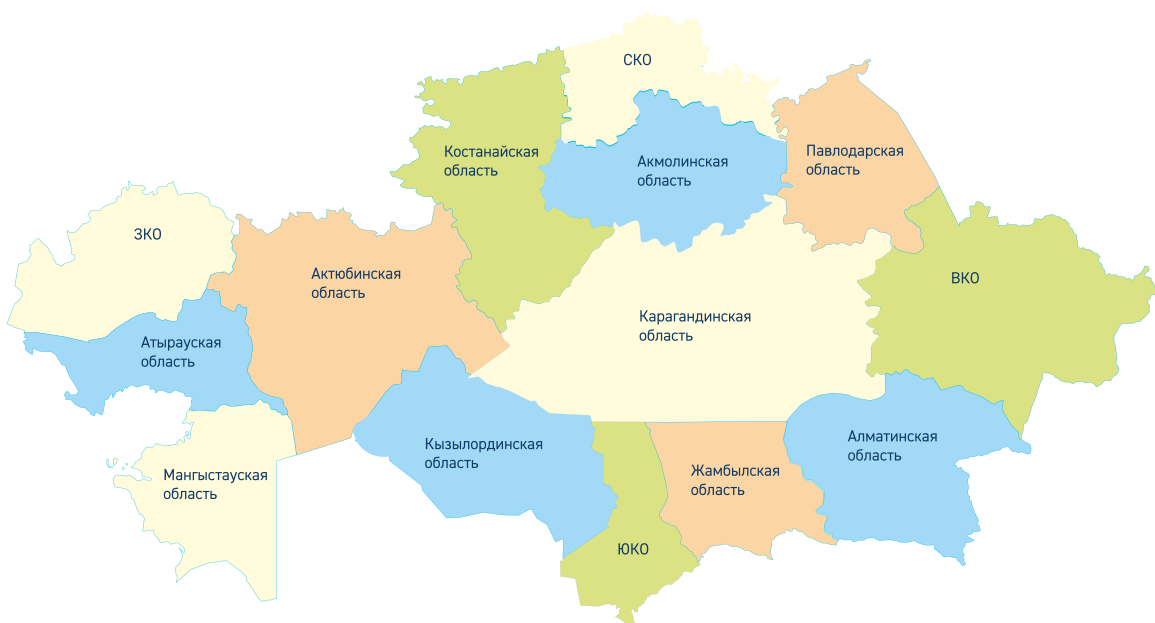 СКО
Костанайская
область
Акмолинская
область
Павлодарская
область
ЗКО
Актюбинская
область
ВКО
Карагандинская
область
Атырауская
область
Кызылординская
область
Алматинская
область
Мангыстауская
область
Жамбылская
область
ЮКО